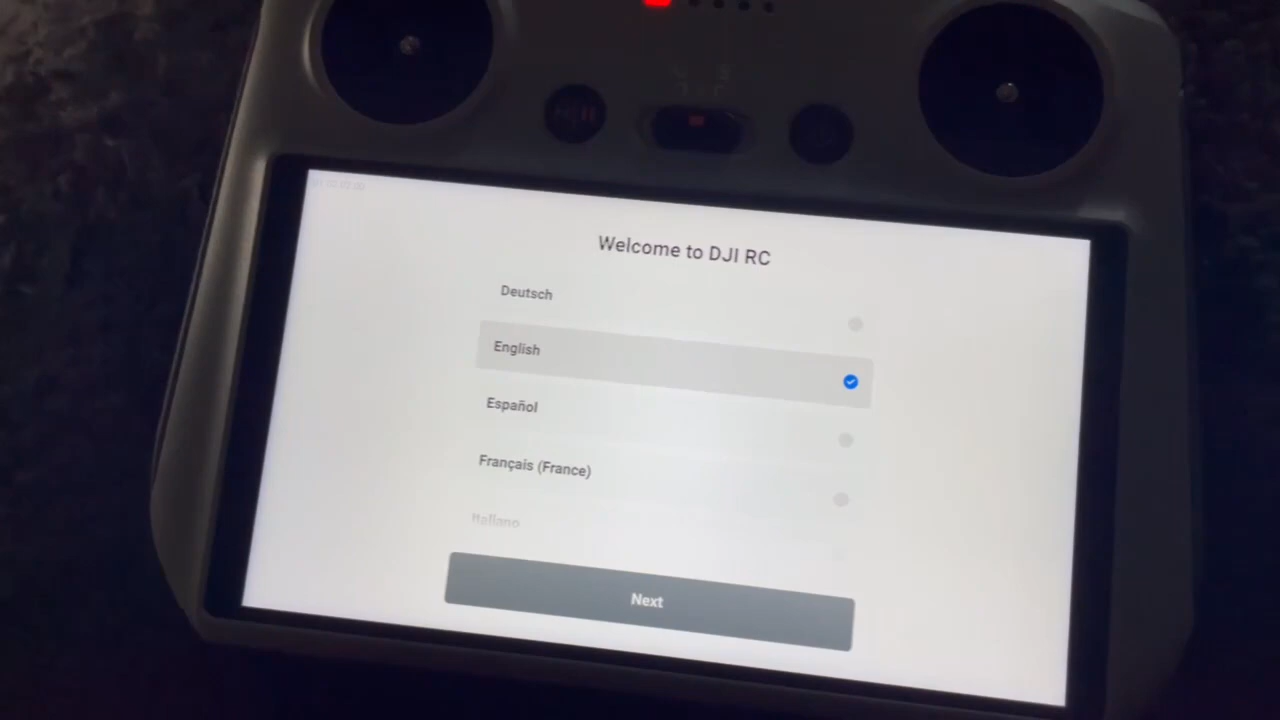 Welcome to DJI RC
Deutsch
English
Español
Français (France)
Italiano
Next